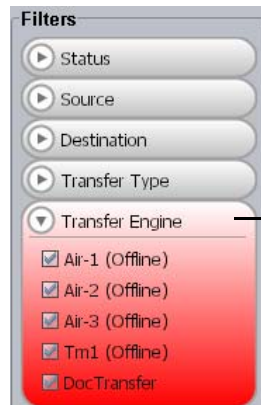 Filters
Status
Source
Destination
Transfer Type
Transfer Engine
Air-1 (Offline)
Air-2 (Offline)
Air-3 (Offline)
Tm1 (Offline)
DocTransfer